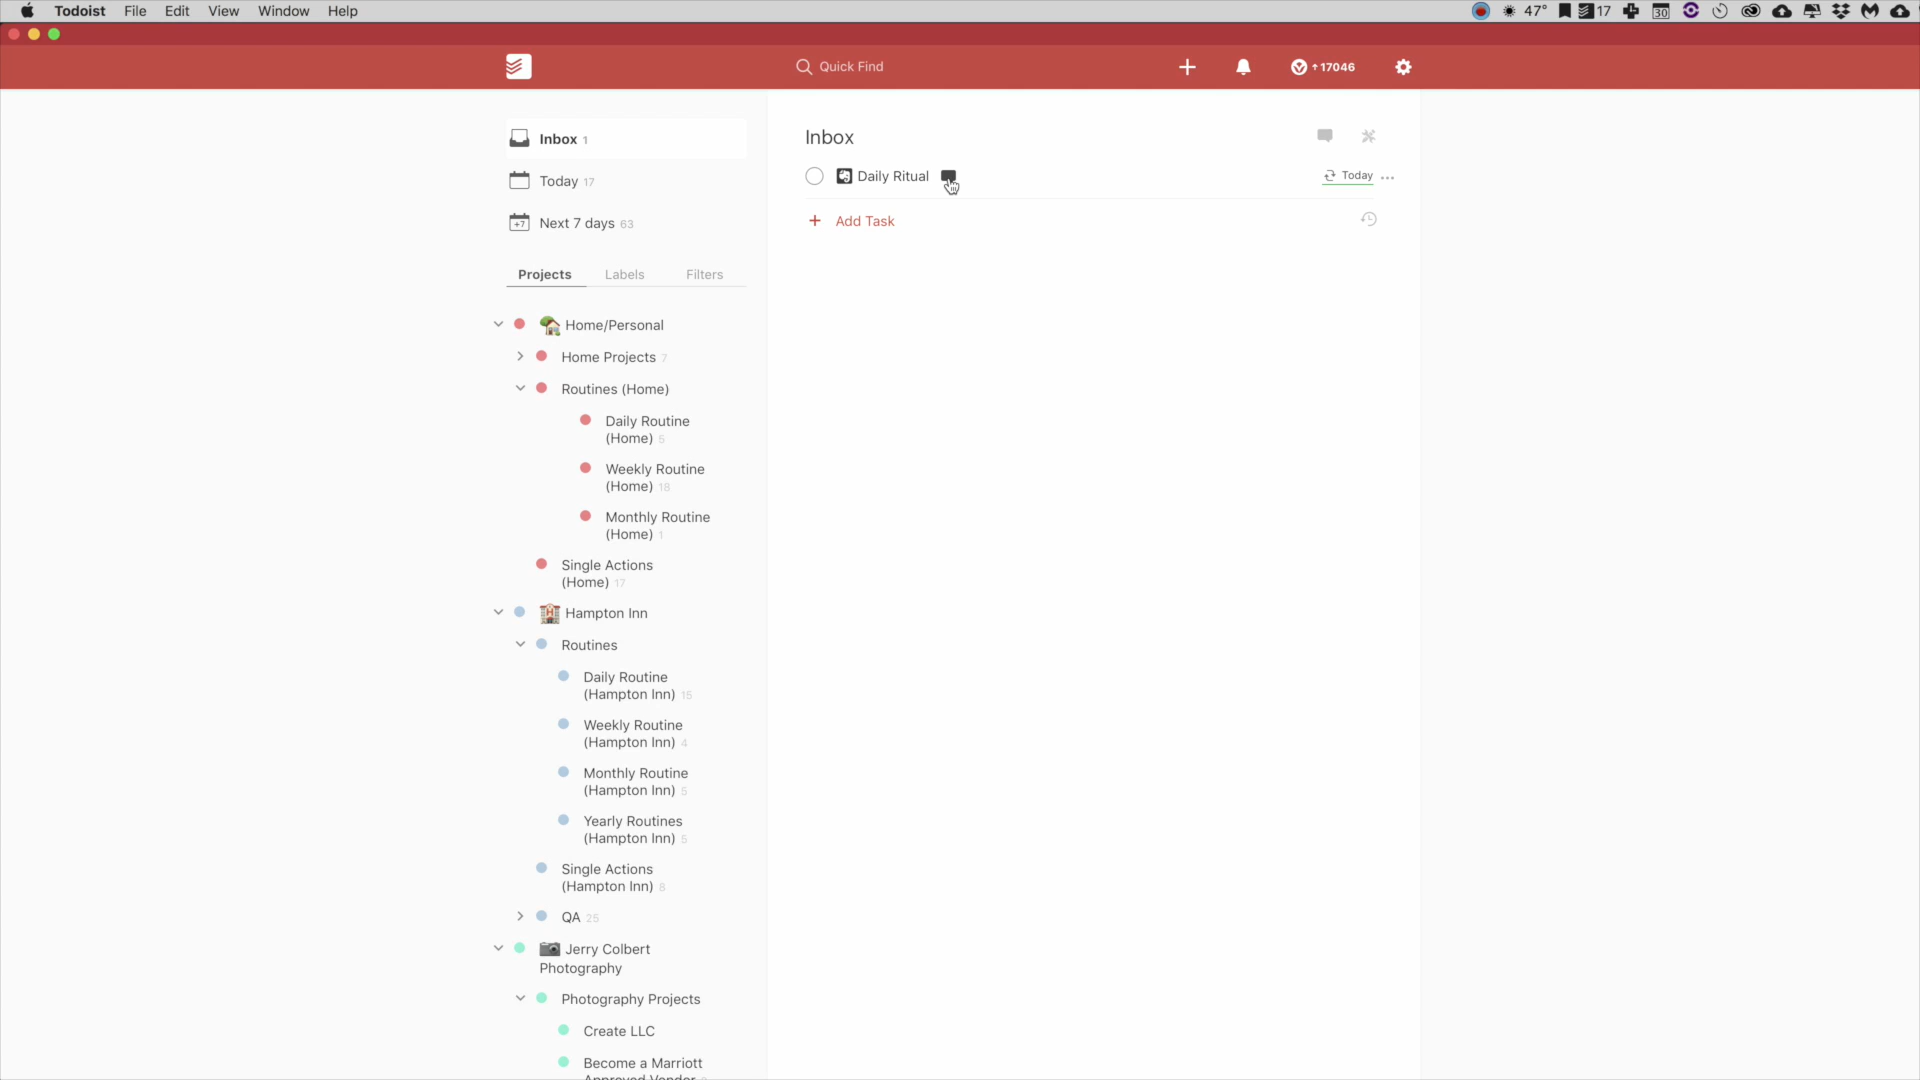 Todoist File Edit View Window Help 47° 17 30
Quick Find
17046
Inbox 1
Today 17
+7 Next 7 days 63
Projects Labels Filters
Home/Personal
Home Projects 7
Routines (Home)
Daily Routine
(Home) 5
Weekly Routine
(Home) 18
Monthly Routine
(Home) 1
Single Actions
(Home) 17
Hampton Inn
Routines
Daily Routine
(Hampton Inn) 15
Weekly Routine
(Hampton Inn) 4
Monthly Routine
(Hampton Inn) 5
Yearly Routines
(Hampton Inn) 5
Single Actions
(Hampton Inn) 8
QA 25
Jerry Colbert
Photography
Photography Projects
Create LLC
Become a Marriott
Approved Vendor
Inbox
Daily Ritual Today
+ Add Task